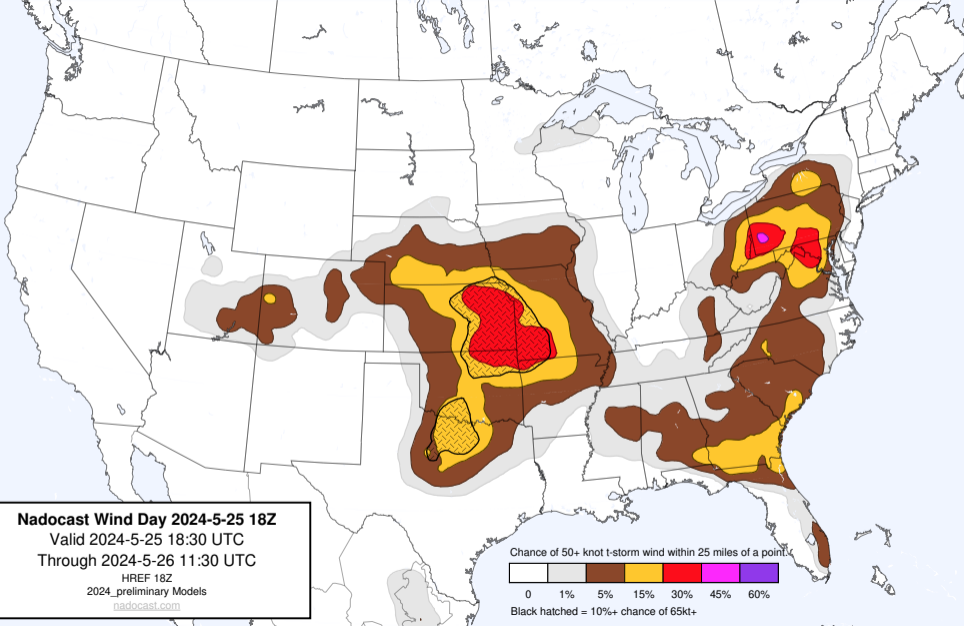 Nadocast Wind Day 2024-5-25 18Z
Valid 2024-5-25 18:30 UTC
Through 2024-5-26 11:30 UTC
HREF 18Z
2024_preliminary Models
nadocast.com
Chance of 50+ knot t-storm wind within 25 miles of a point.
0 1% 5% 15% 30% 45% 60%
Black hatched = 10%+ chance of 65kt+